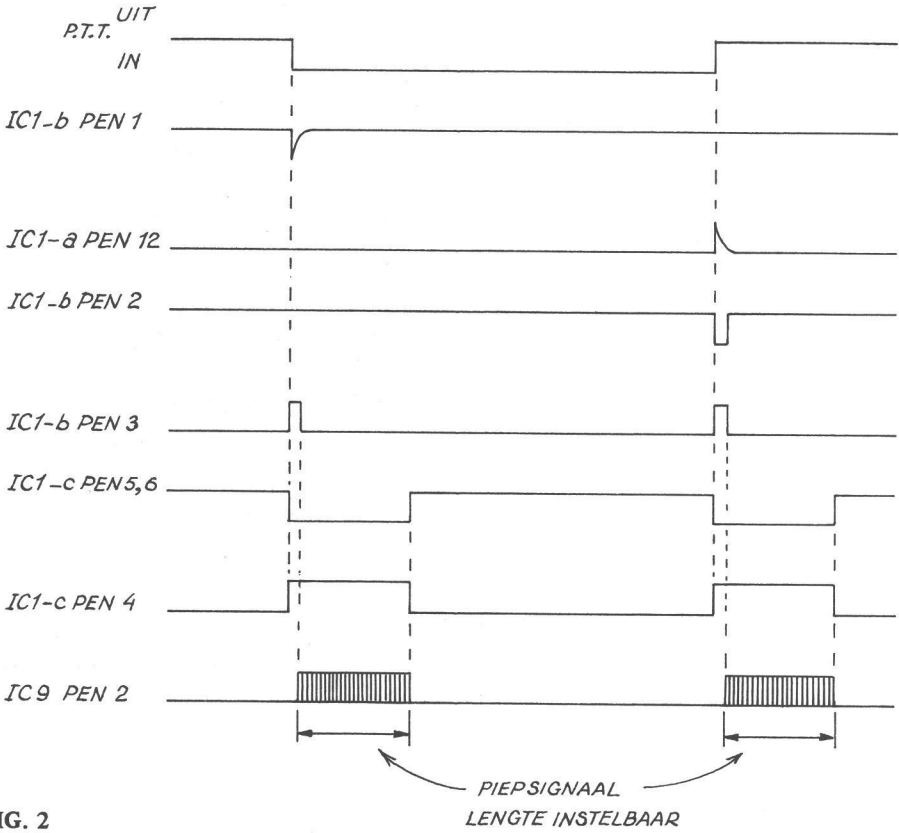 P.T.T. UIT
IN
IC1-b PEN 1
IC1-a PEN 12
IC1-b PEN 2
IC1-b PEN 3
IC1-c PEN 5,6
IC1-c PEN 4
IC9 PEN 2
PIEPSIGNAAL
LENGTE INSTELBAAR
IG. 2